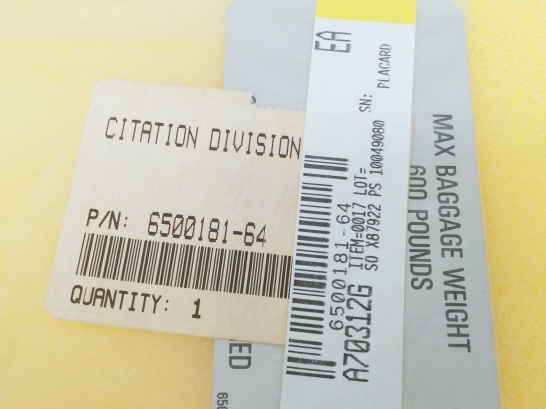 CITATION DIVISION
P/N: 6500181-64
QUANTITY: 1
EA
6500181-64
A70312G
ITEM=0017 LOT=
SO X87922 PS 10049080
SN:
PLACARD
MAX BAGGAGE WEIGHT
600 POUNDS